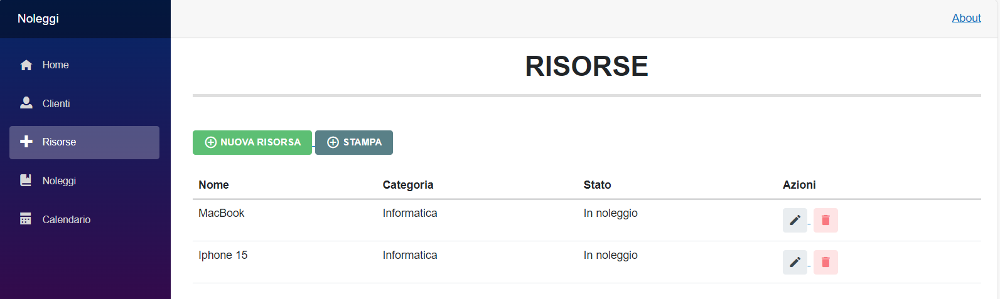 Noleggi
About
Home
Clienti
Risorse
Noleggi
Calendario
RISORSE
NUOVA RISORSA STAMPA
Nome Categoria Stato Azioni
MacBook Informatica In noleggio
Iphone 15 Informatica In noleggio